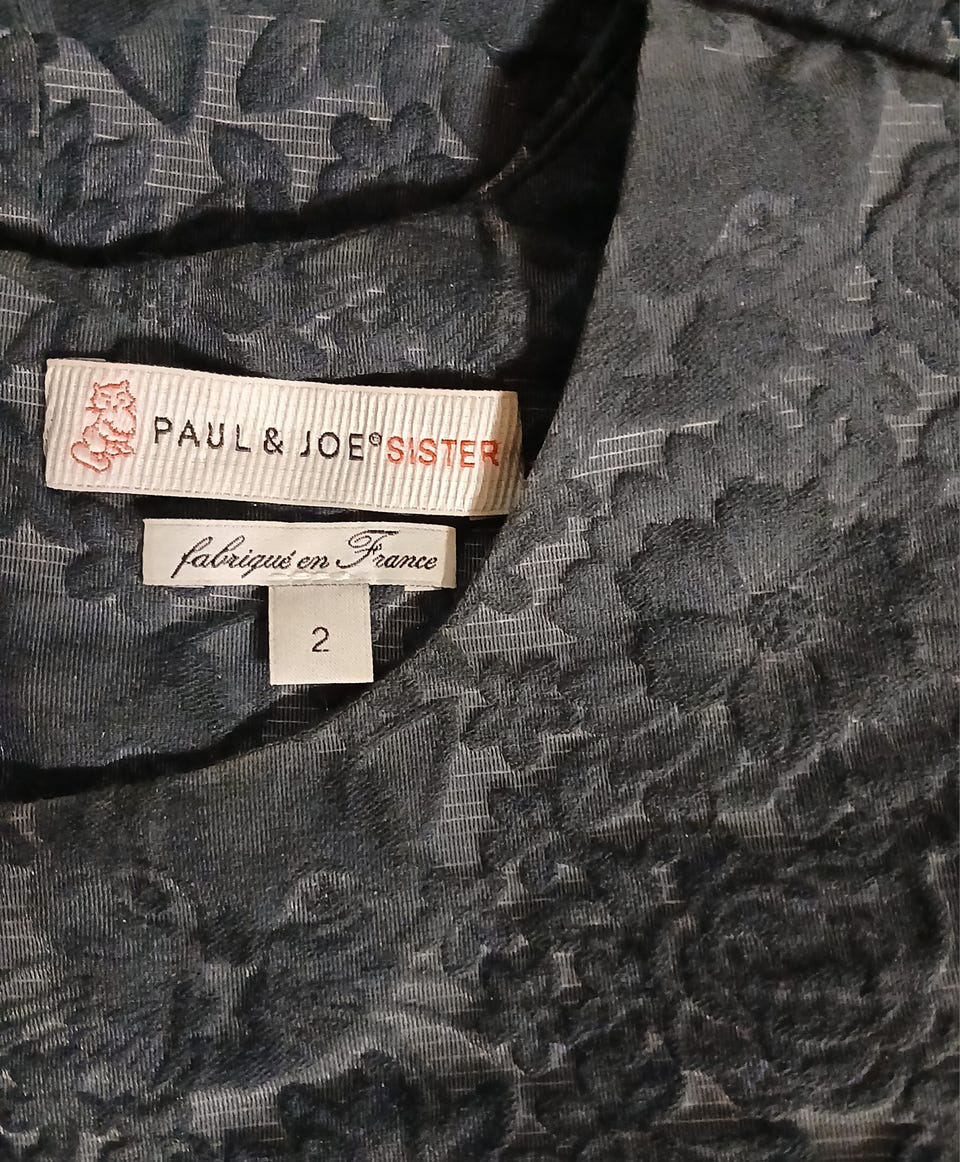 PAUL & JOE® SISTER
fabriqué en France
2